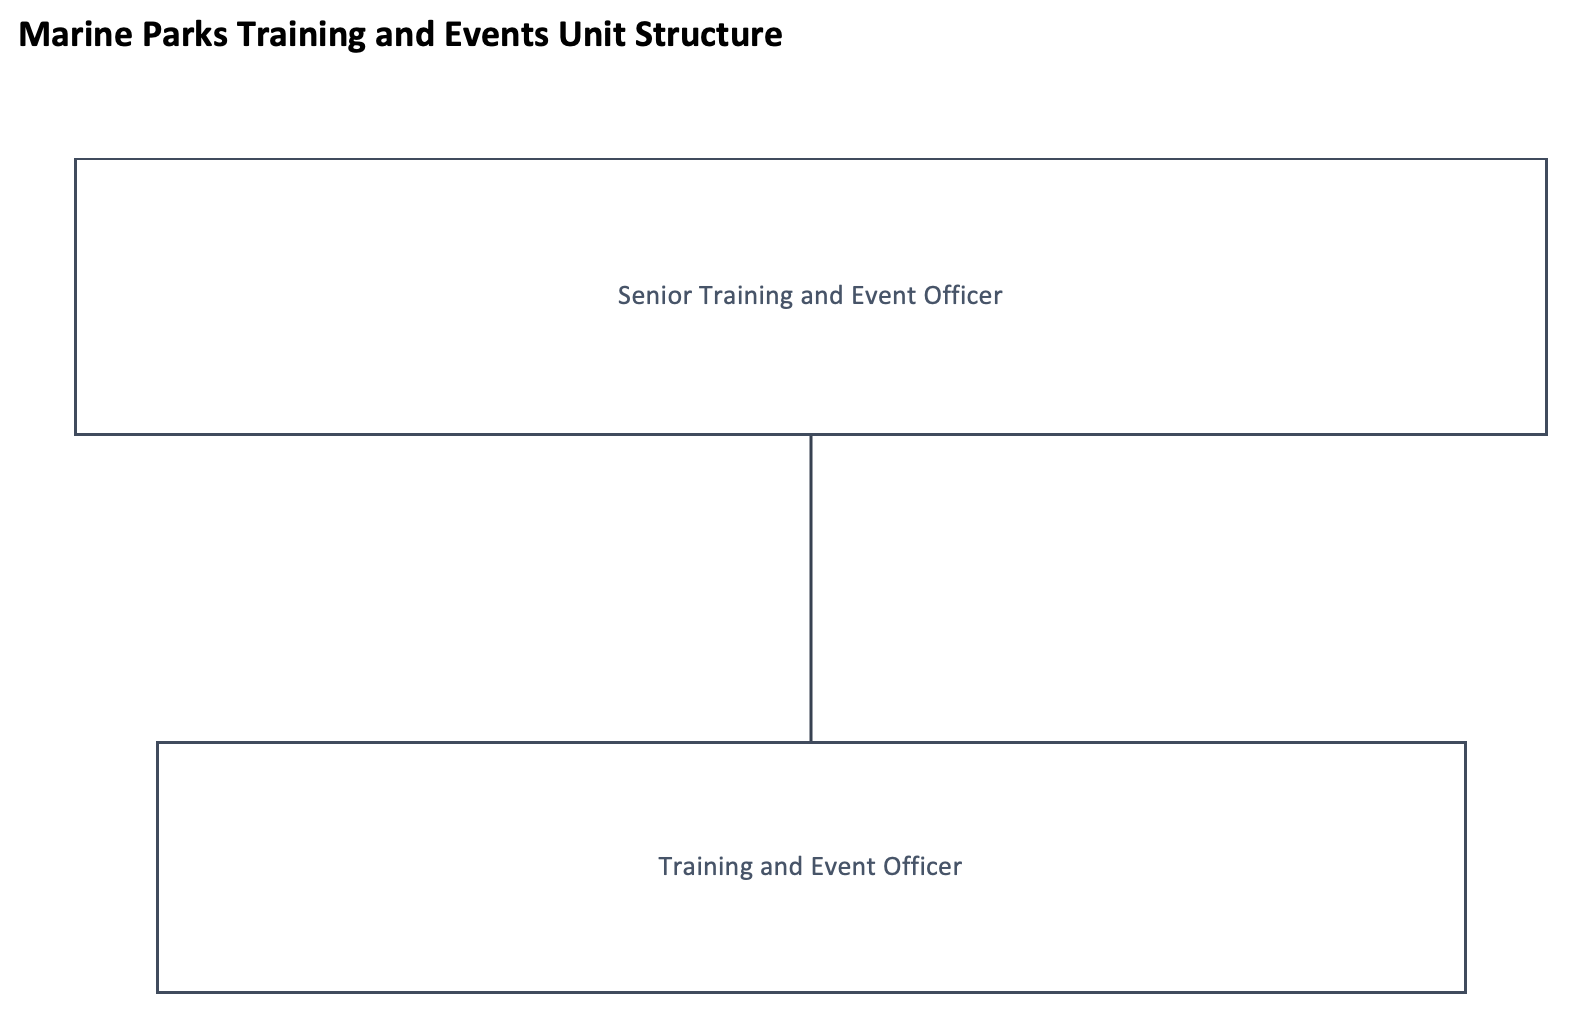 Marine Parks Training and Events Unit Structure
Senior Training and Event Officer
Training and Event Officer